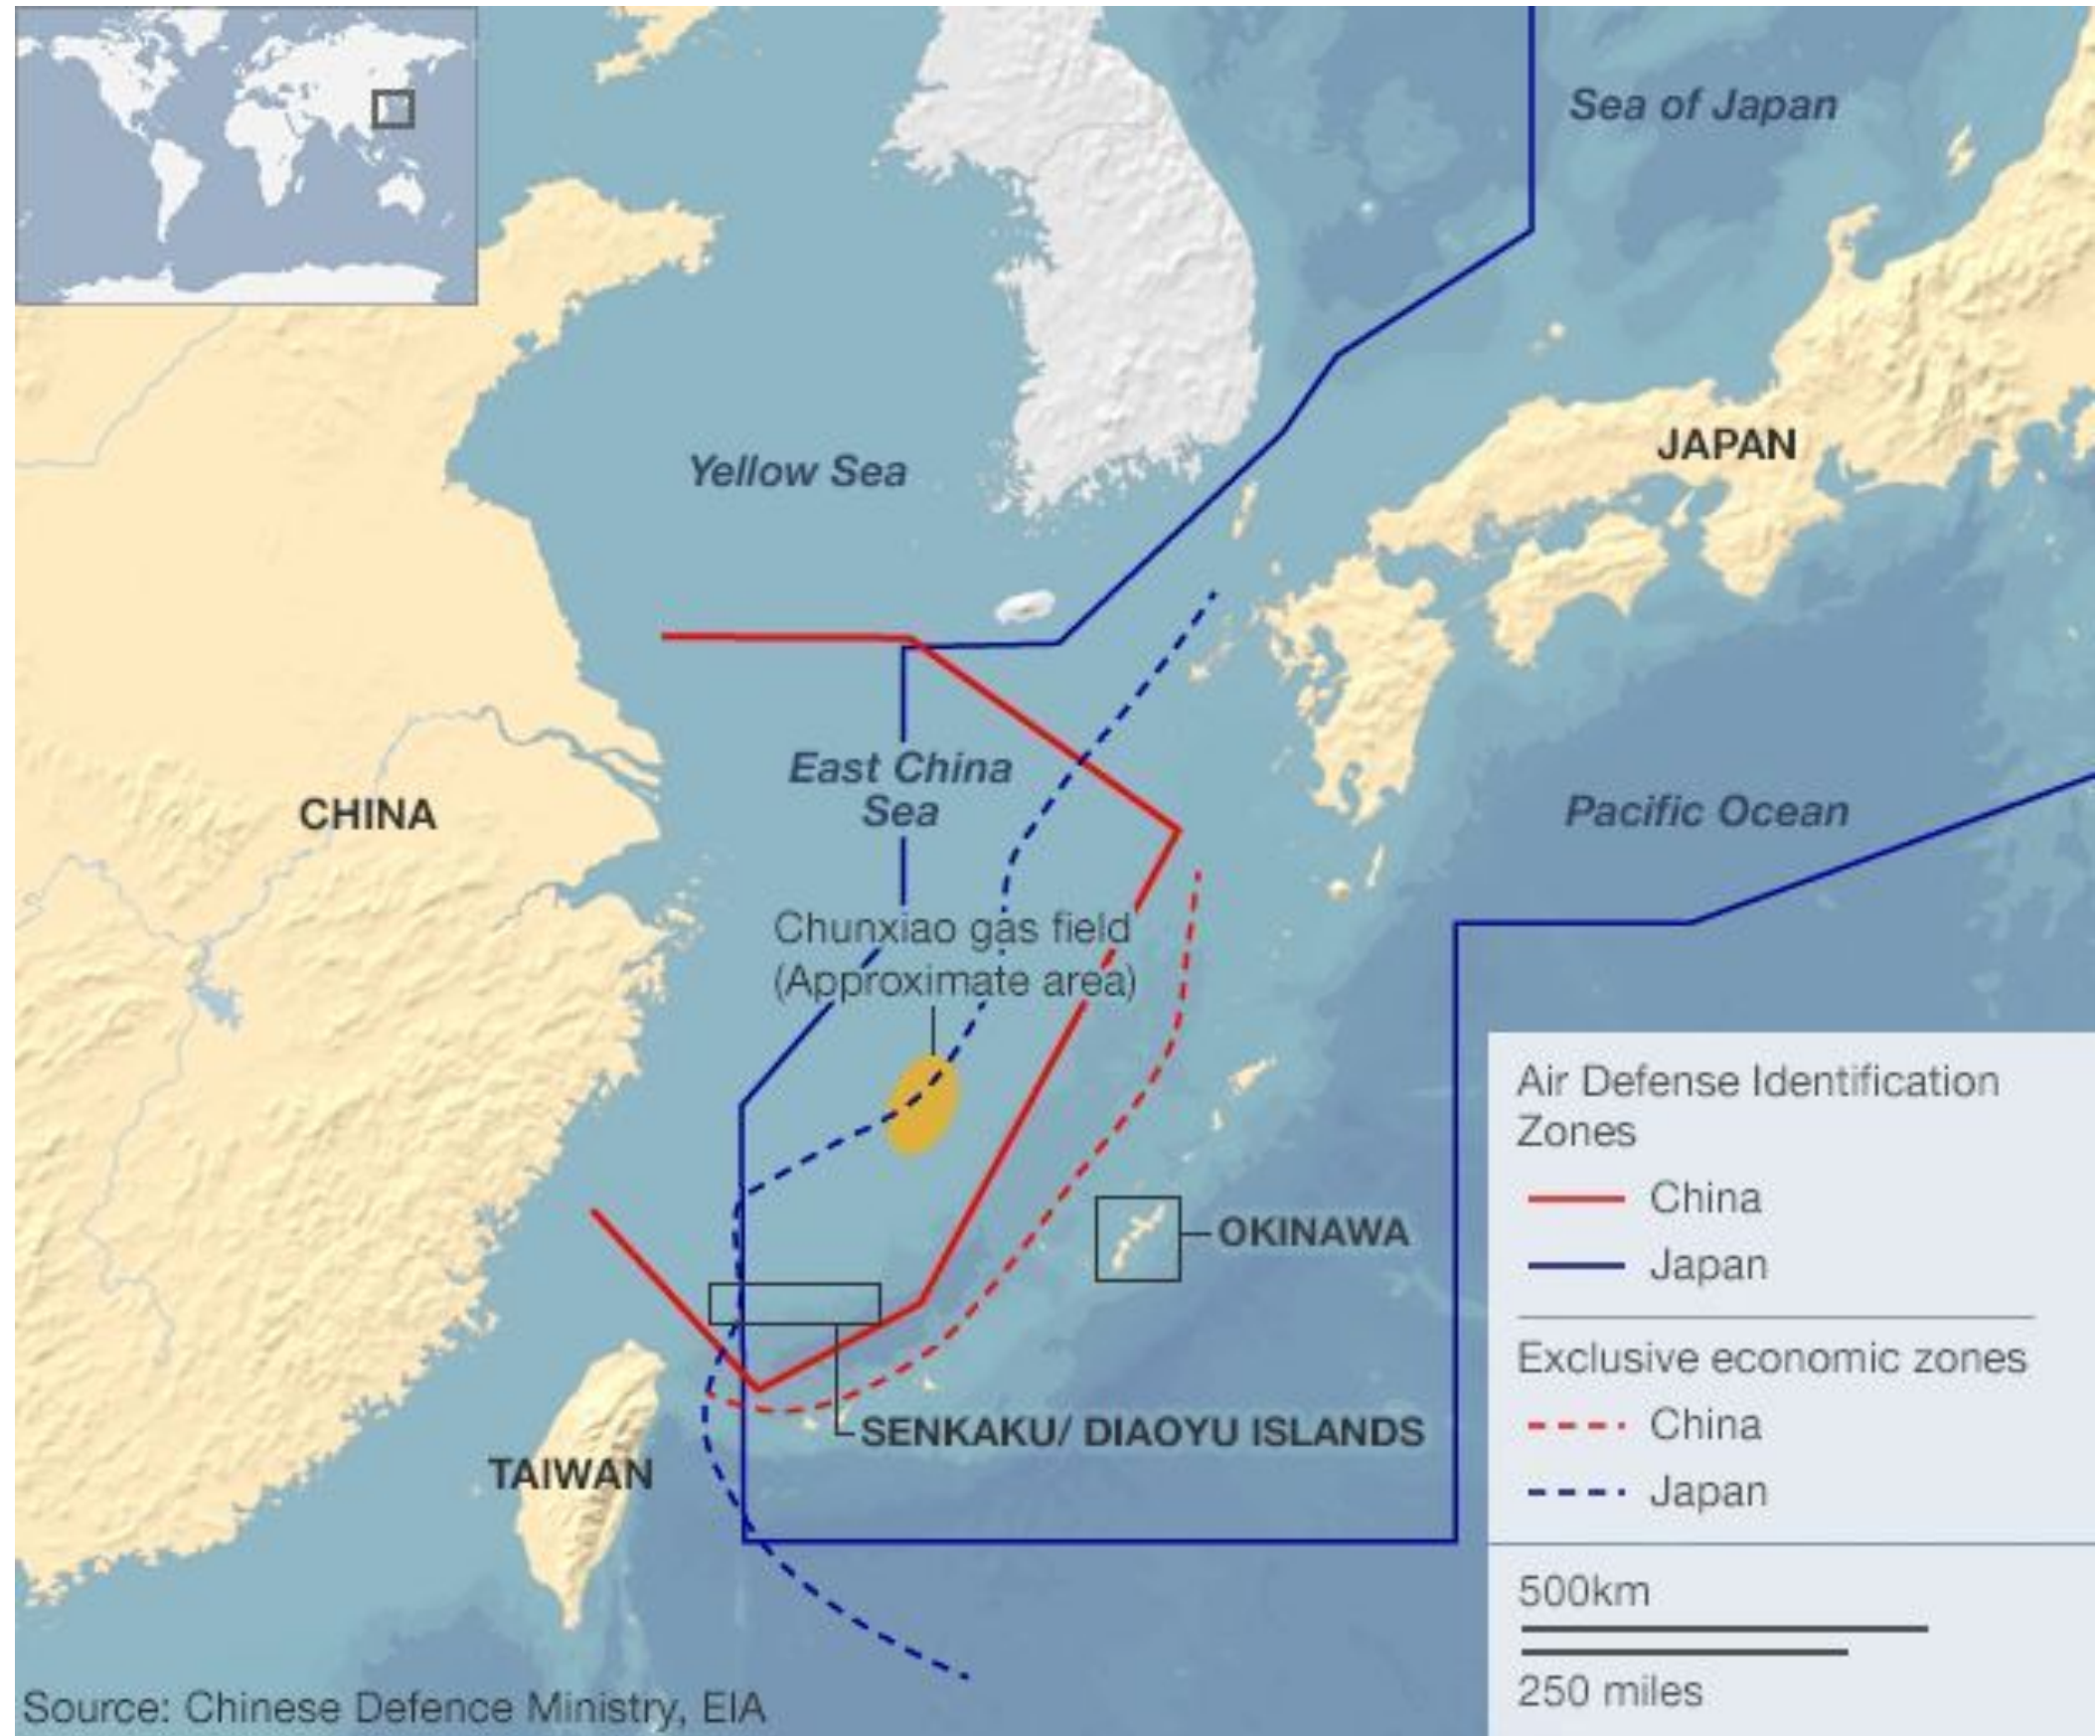 Sea of Japan
Yellow Sea
JAPAN
East China
Sea
CHINA
Pacific Ocean
Chunxiao gas field
(Approximate area)
OKINAWA
SENKAKU/ DIAOYU ISLANDS
TAIWAN
Air Defense Identification
Zones
China
Japan
Exclusive economic zones
China
Japan
500km
250 miles
Source: Chinese Defence Ministry, EIA